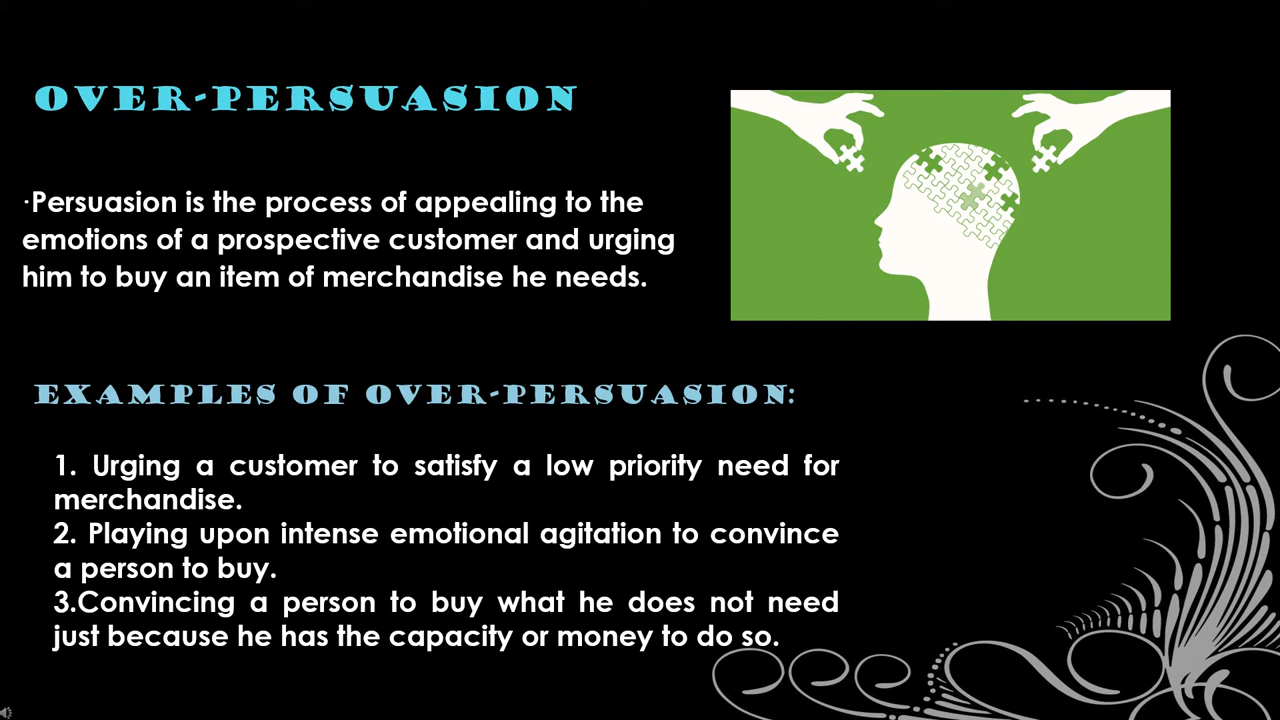 OVER-PERSUASION
·Persuasion is the process of appealing to the
emotions of a prospective customer and urging
him to buy an item of merchandise he needs.
EXAMPLES OF OVER-PERSUASION:
1. Urging a customer to satisfy a low priority need for
merchandise.
2. Playing upon intense emotional agitation to convince
a person to buy.
3.Convincing a person to buy what he does not need
just because he has the capacity or money to do so.